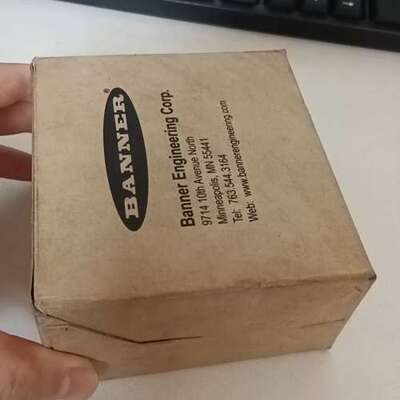 BANNER
Banner Engineering Corp.
9714 10th Avenue North
Minneapolis, MN 55441
Tel: 763.544.3164
Web: www.bannerengineering.com